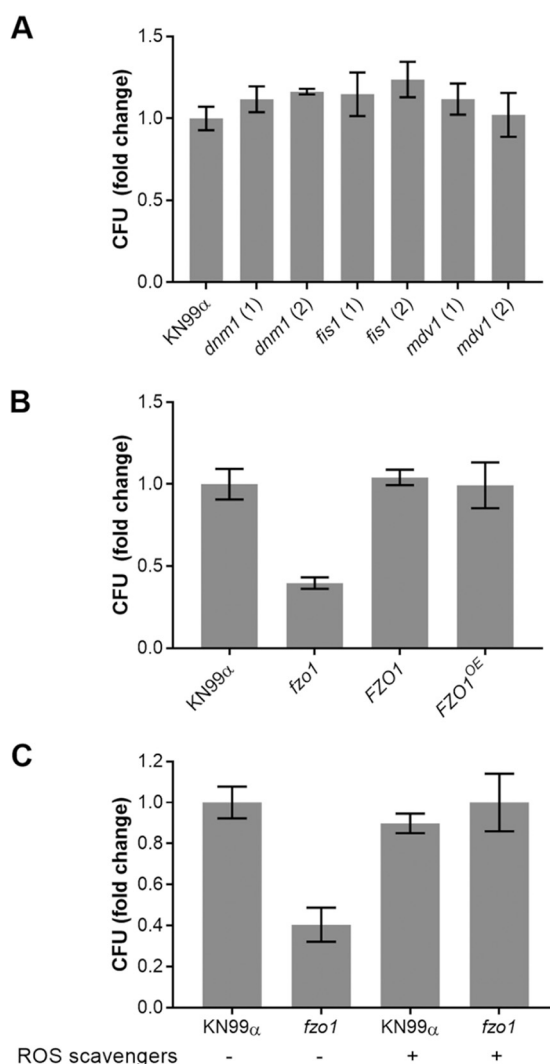 A
CFU (fold change)
1.5
1.0
0.5
0.0
KN99α
dnm1 (1)
dnm1 (2)
fis1 (1)
fis1 (2)
mdv1 (1)
mdv1 (2)
B
CFU (fold change)
1.5
1.0
0.5
0.0
KN99α
fzo1
FZO1
FZO1OE
C
CFU (fold change)
1.2
1.0
0.8
0.6
0.4
0.2
0.0
KN99α fzo1 KN99α fzo1
ROS scavengers - - + +